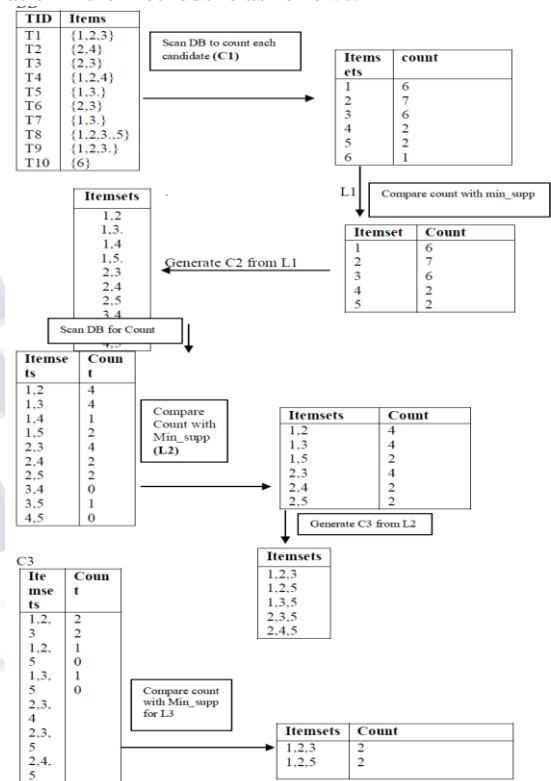 TID Items
T1 {1,2,3}
T2 {2,4}
T3 {2,3}
T4 {1,2,4}
T5 {1,3.}
T6 {2,3}
T7 {1,3.}
T8 {1,2,3.,5}
T9 {1,2,3.}
T10 {6}
Scan DB to count each
candidate (C1)
Items
ets count
1 6
2 7
3 6
4 2
5 2
6 1
L1
Compare count with min_supp
Itemset Count
1 6
2 7
3 6
4 2
5 2
Generate C2 from L1
Itemsets
1,2
1,3.
1,4
1,5.
2,3
2,4
2,5
3,4
Scan DB for Count
Itemse
ts Coun
t
1,2 4
1,3 4
1,4 1
1,5 2
2,3 4
2,4 2
2,5 2
3,4 0
3,5 1
4,5 0
Compare
Count with
Min_supp
(L2)
Itemsets Count
1,2 4
1,3 4
1,5 2
2,3 4
2,4 2
2,5 2
Generate C3 from L2
Itemsets
1,2,3
1,2,5
1,3,5
2,3,5
2,4,5
C3
Ite
mse
ts Coun
t
1,2, 2
3 2
1,2, 1
5 0
1,3, 1
5 0
2,3,
4
2,3,
5
2,4,
5
Compare count
with Min_supp
for L3
Itemsets Count
1,2,3 2
1,2,5 2